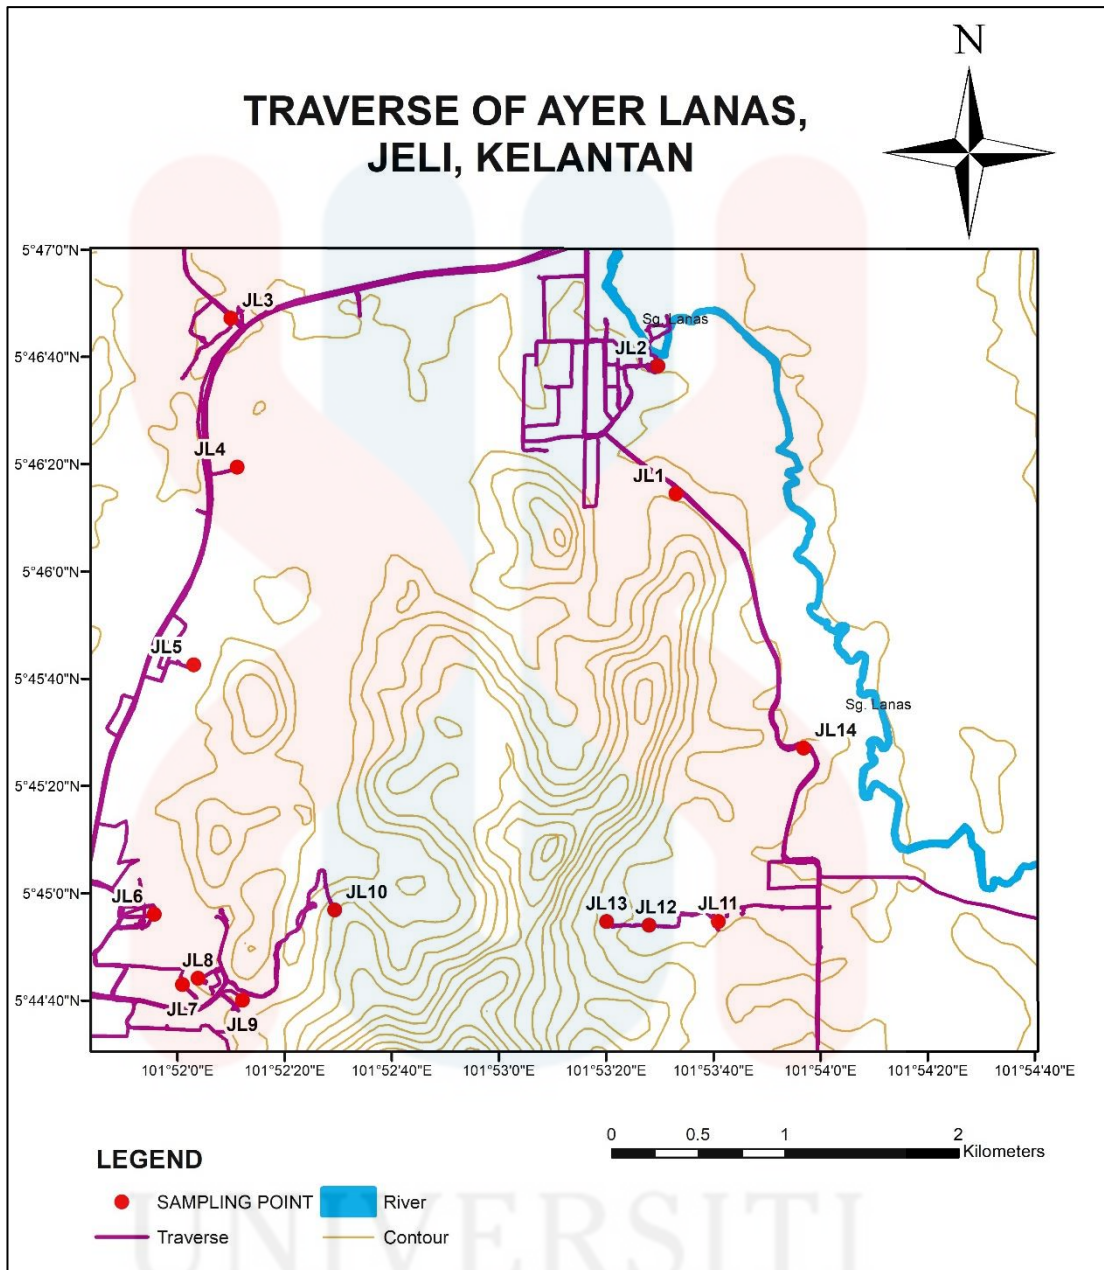 N
TRAVERSE OF AYER LANAS,
JELI, KELANTAN
5°47'0"N
5°46'40"N
5°46'20"N
5°46'0"N
5°45'40"N
5°45'20"N
5°45'0"N
5°44'40"N
JL3
Sg. Lanas
JL2
JL4
JL1
JL5
Sg. Lanas
JL14
JL6
JL10
JL13
JL12
JL11
JL8
JL7
JL9
101°52'0"E
101°52'20"E
101°52'40"E
101°53'0"E
101°53'20"E
101°53'40"E
101°54'0"E
101°54'20"E
101°54'40"E
0 0.5 1 2
Kilometers
LEGEND
SAMPLING POINT River
Traverse Contour
UNIVERSITI